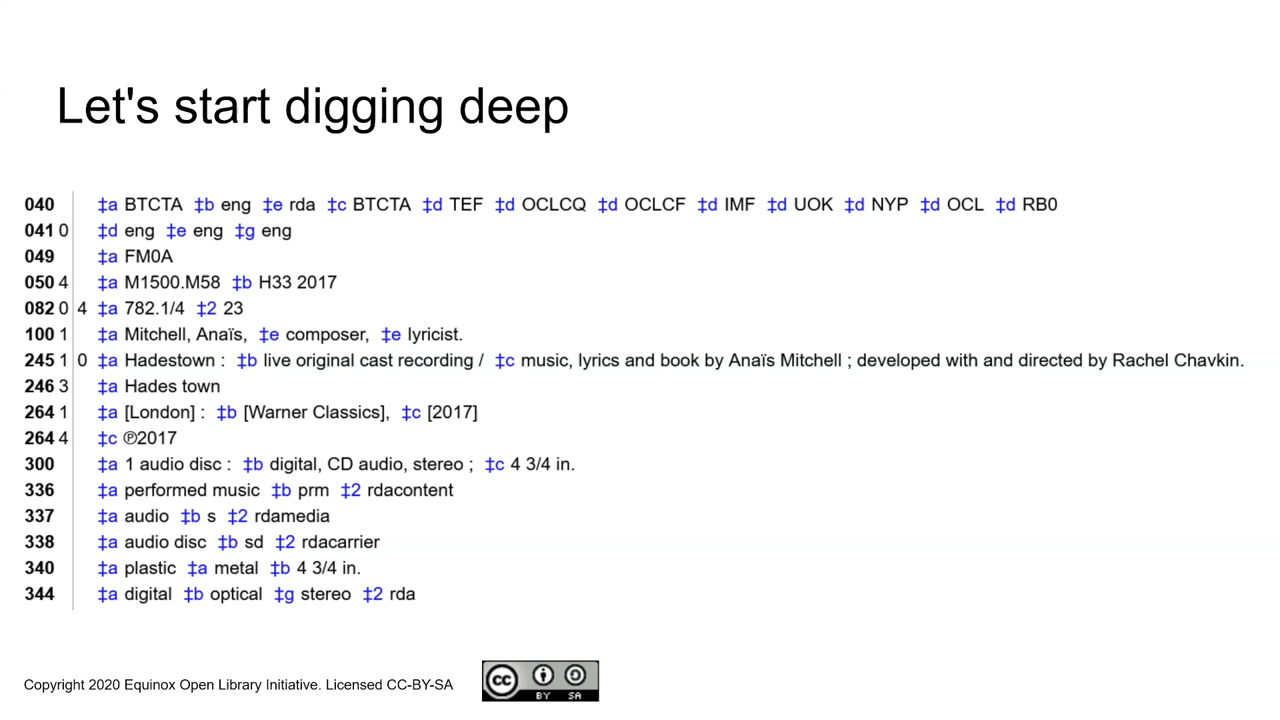 Let's start digging deep
040 ‡a BTCTA ‡b eng ‡e rda ‡c BTCTA ‡d TEF ‡d OCLCQ ‡d OCLCF ‡d IMF ‡d UOK ‡d NYP ‡d OCL ‡d RB0
041 0 ‡d eng ‡e eng ‡g eng
049 ‡a FM0A
050 4 ‡a M1500.M58 ‡b H33 2017
082 0 4 ‡a 782.1/4 ‡2 23
100 1 ‡a Mitchell, Anaïs, ‡e composer, ‡e lyricist.
245 1 0 ‡a Hadestown : ‡b live original cast recording / ‡c music, lyrics and book by Anaïs Mitchell ; developed with and directed by Rachel Chavkin.
246 3 ‡a Hades town
264 1 ‡a [London] : ‡b [Warner Classics], ‡c [2017]
264 4 ‡c ℗2017
300 ‡a 1 audio disc : ‡b digital, CD audio, stereo ; ‡c 4 3/4 in.
336 ‡a performed music ‡b prm ‡2 rdacontent
337 ‡a audio ‡b s ‡2 rdamedia
338 ‡a audio disc ‡b sd ‡2 rdacarrier
340 ‡a plastic ‡a metal ‡b 4 3/4 in.
344 ‡a digital ‡b optical ‡g stereo ‡2 rda
Copyright 2020 Equinox Open Library Initiative. Licensed CC-BY-SA
cc BY SA